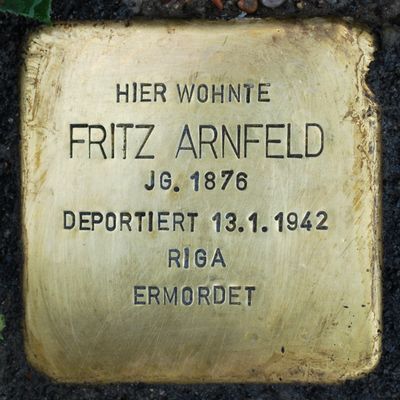 HIER WOHNTE
FRITZ ARNFELD
JG. 1876
DEPORTIERT 13.1.1942
RIGA
ERMORDET